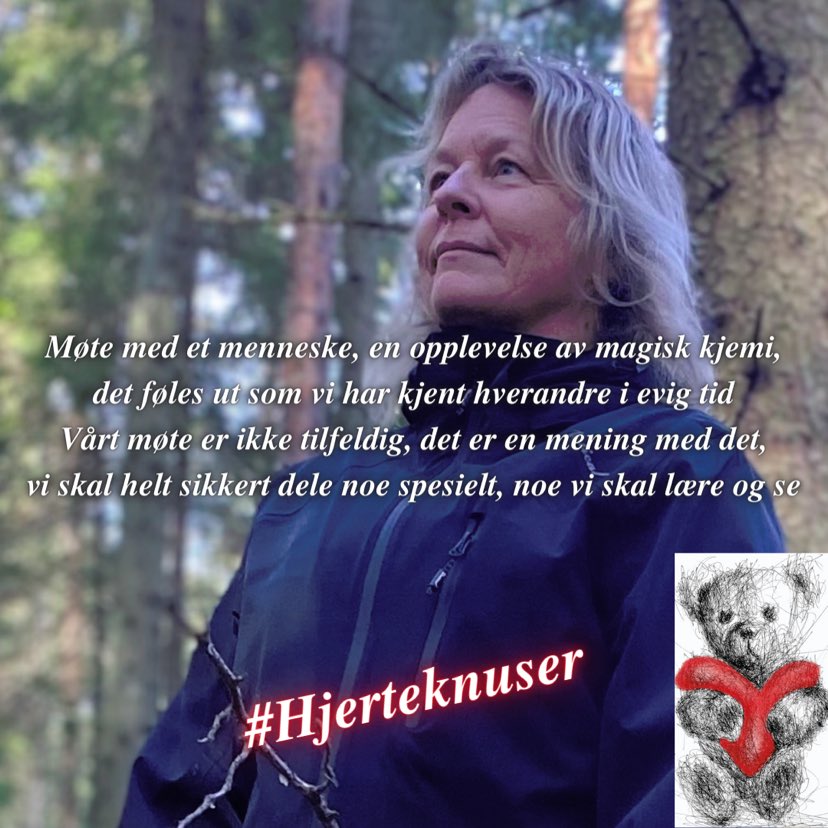 Møte med et menneske, en opplevelse av magisk kjemi,
det føles ut som vi har kjent hverandre i evig tid
Vårt møte er ikke tilfeldig, det er en mening med det,
vi skal helt sikkert dele noe spesielt, noe vi skal lære og se
#Hjerteknuser